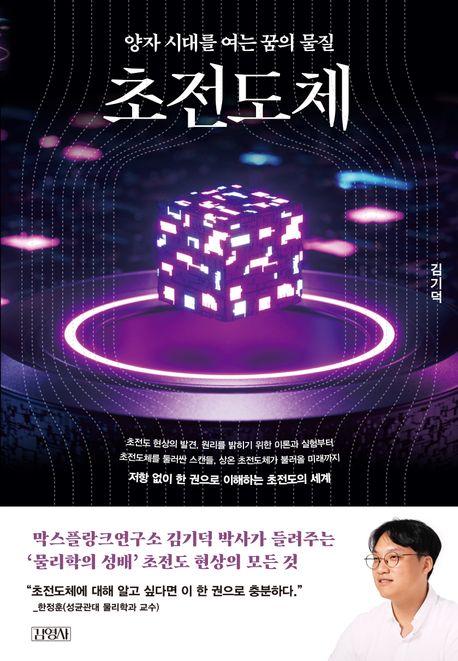 양자 시대를 여는 꿈의 물질
초전도체
김기덕
초전도 현상의 발견, 원리를 밝히기 위한 이론과 실험부터
초전도체를 둘러싼 스캔들, 상온 초전도체가 불러올 미래까지
저항 없이 한 권으로 이해하는 초전도의 세계
막스플랑크연구소 김기덕 박사가 들려주는
‘물리학의 성배’ 초전도 현상의 모든 것
“초전도체에 대해 알고 싶다면 이 한 권으로 충분하다.”
_한정훈(성균관대 물리학과 교수)
김영사